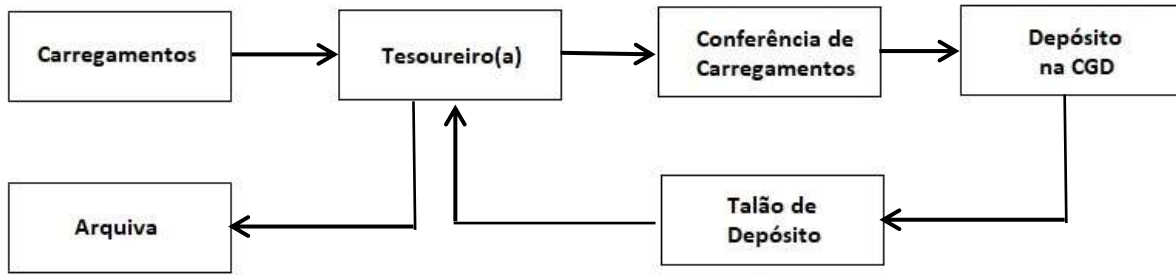 Carregamentos
Tesoureiro(a)
Conferência de
Carregamentos
Depósito
na CGD
Arquiva
Talão de
Depósito